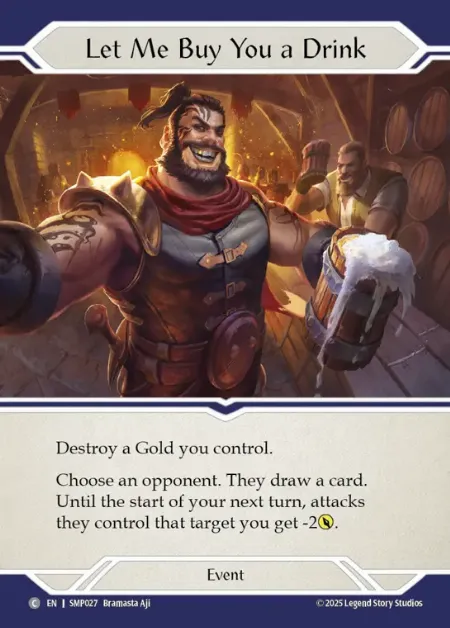 Let Me Buy You a Drink
Destroy a Gold you control.
Choose an opponent. They draw a card.
Until the start of your next turn, attacks
they control that target you get -2.
Event
C EN | SMP027 Bramasta Aji
© 2025 Legend Story Studios